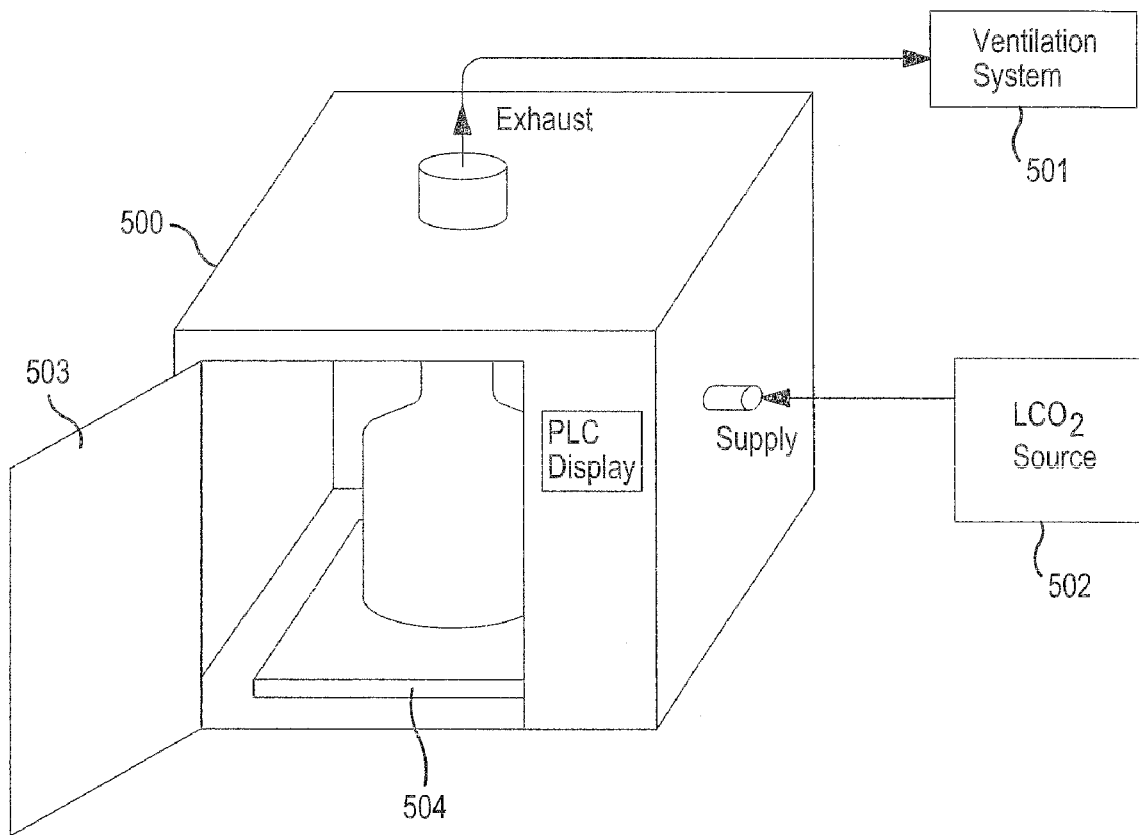 Ventilation
System
501
Exhaust
500
503
PLC
Display
Supply
LCO₂
Source
502
504